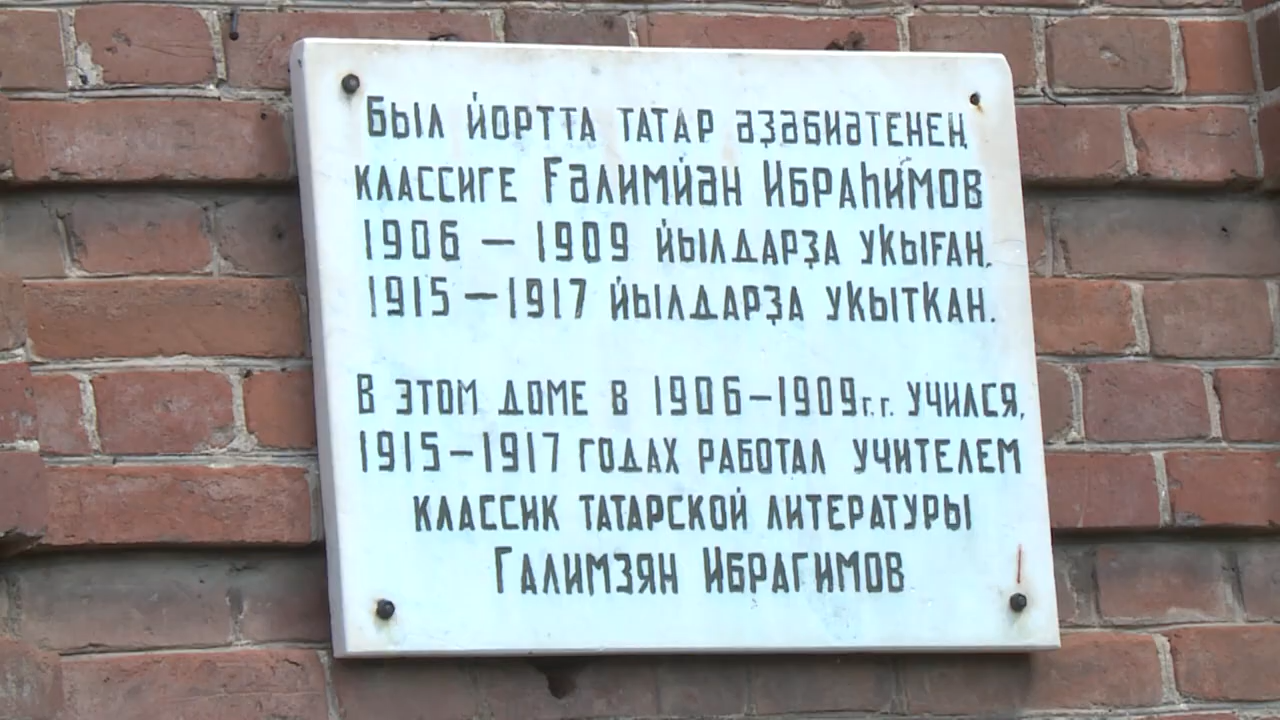 Был йортта татар әҙәбиәтенең
классиге Ғәлимйән Ибраһимов
1906 — 1909 йылдарҙа уҡыған.
1915 — 1917 йылдарҙа уҡытҡан.
В этом доме в 1906 — 1909 г.г. учился,
1915 — 1917 годах работал учителем
классик татарской литературы
Галимзян Ибрагимов